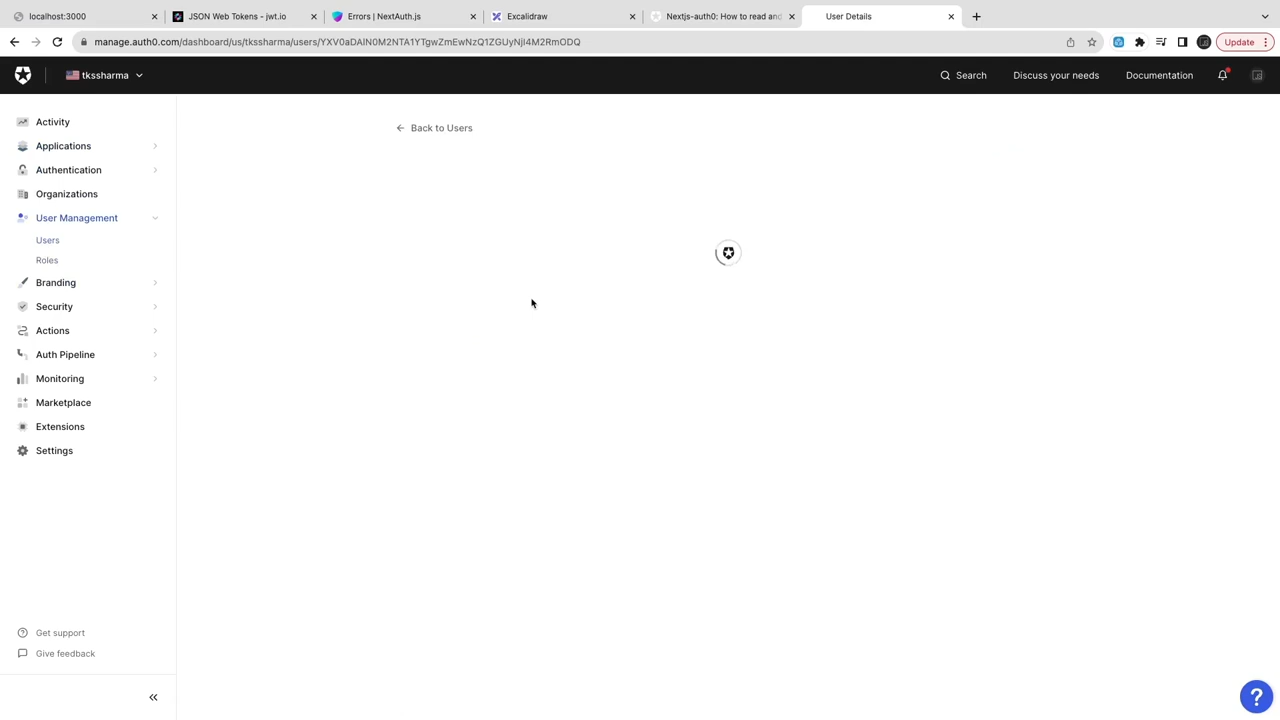 localhost:3000
JSON Web Tokens - jwt.io
Errors | NextAuth.js
Excalidraw
Nextjs-auth0: How to read and
User Details
manage.auth0.com/dashboard/us/tkssharma/users/YXV0aDAlN0M2NTA1YTgwZmEwNzQ1ZGUyNjI4M2RmODQ
Update
tkssharma
Search
Discuss your needs
Documentation
Activity
Applications
Authentication
Organizations
User Management
Users
Roles
Branding
Security
Actions
Auth Pipeline
Monitoring
Marketplace
Extensions
Settings
Get support
Give feedback
Back to Users